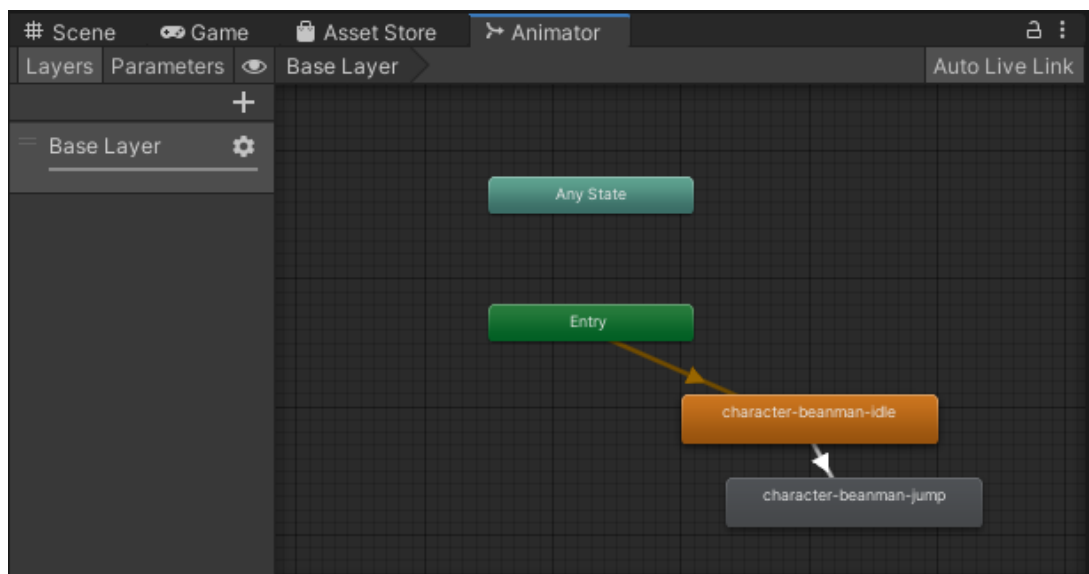 Scene Game Asset Store Animator
Layers Parameters Base Layer Auto Live Link
Base Layer
Any State
Entry
character-beanman-idle
character-beanman-jump